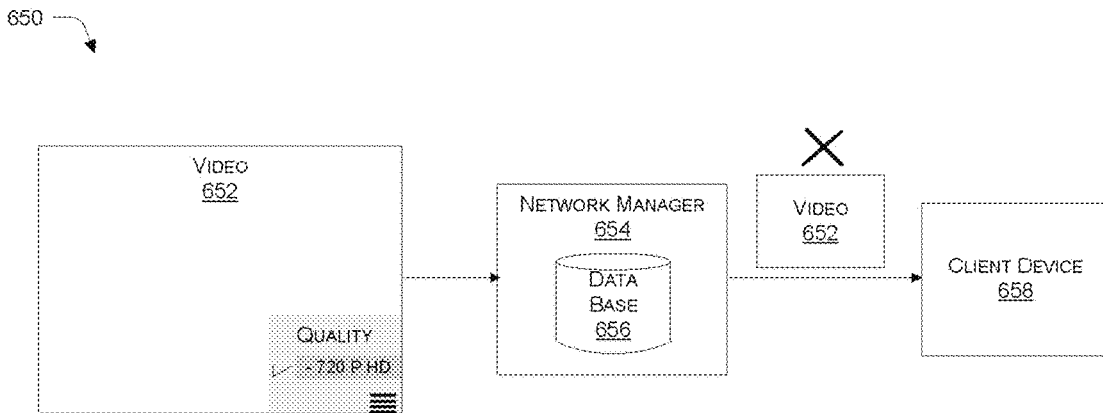 650
VIDEO
652
QUALITY
- 720 P HD
NETWORK MANAGER
654
DATA
BASE
656
VIDEO
652
CLIENT DEVICE
658